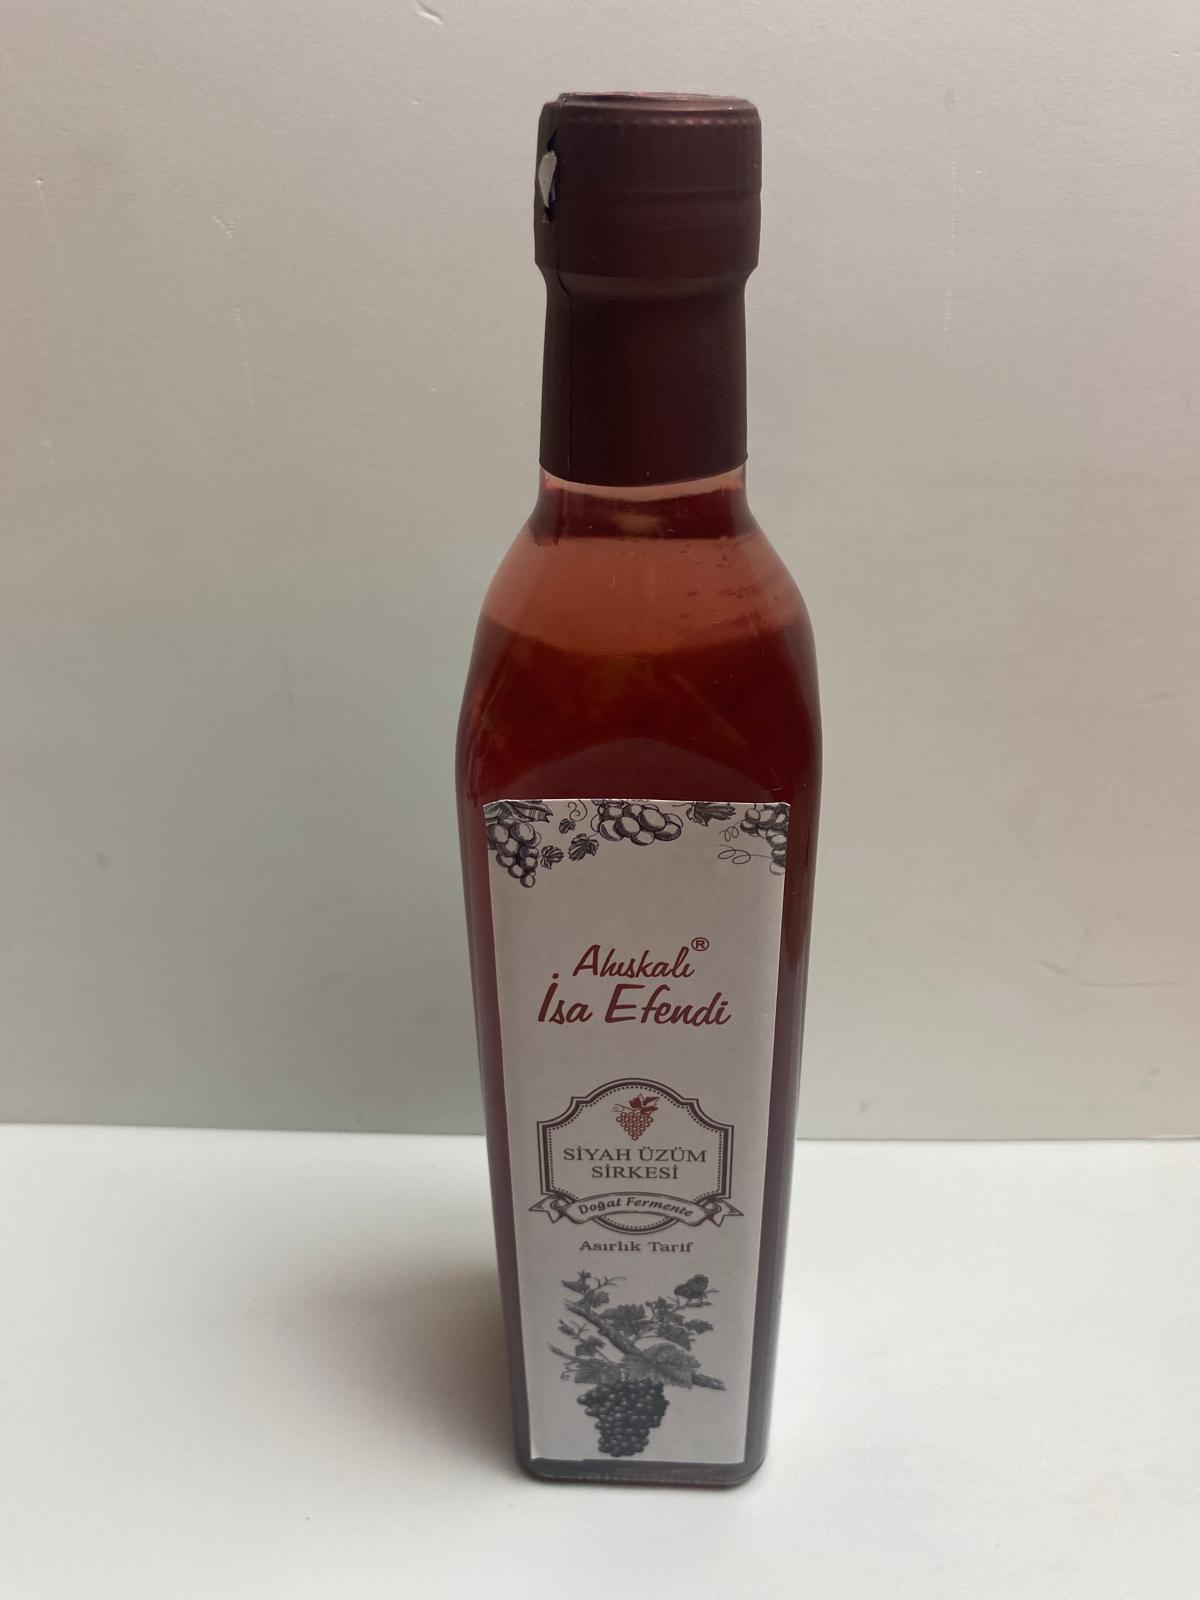 Ahıskalı®
İsa Efendi
SİYAH ÜZÜM
SİRKESİ
Doğal Fermente
Asırlık Tarif